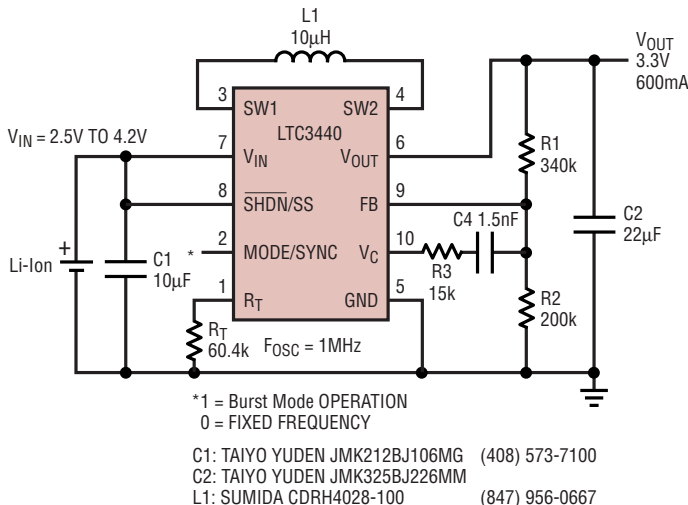 L1
10µH
3
4
SW1
SW2
LTC3440
VIN = 2.5V TO 4.2V
7
VIN
VOUT
6
VOUT
3.3V
600mA
R1
340k
8
SHDN/SS
FB
9
C4 1.5nF
C2
22µF
Li-Ion
+
C1
10µF
*
2
MODE/SYNC
VC
10
R3
15k
1
RT
GND
5
R2
200k
RT
60.4k
FOSC = 1MHz
*1 = Burst Mode OPERATION
0 = FIXED FREQUENCY
C1: TAIYO YUDEN JMK212BJ106MG (408) 573-7100
C2: TAIYO YUDEN JMK325BJ226MM
L1: SUMIDA CDRH4028-100 (847) 956-0667